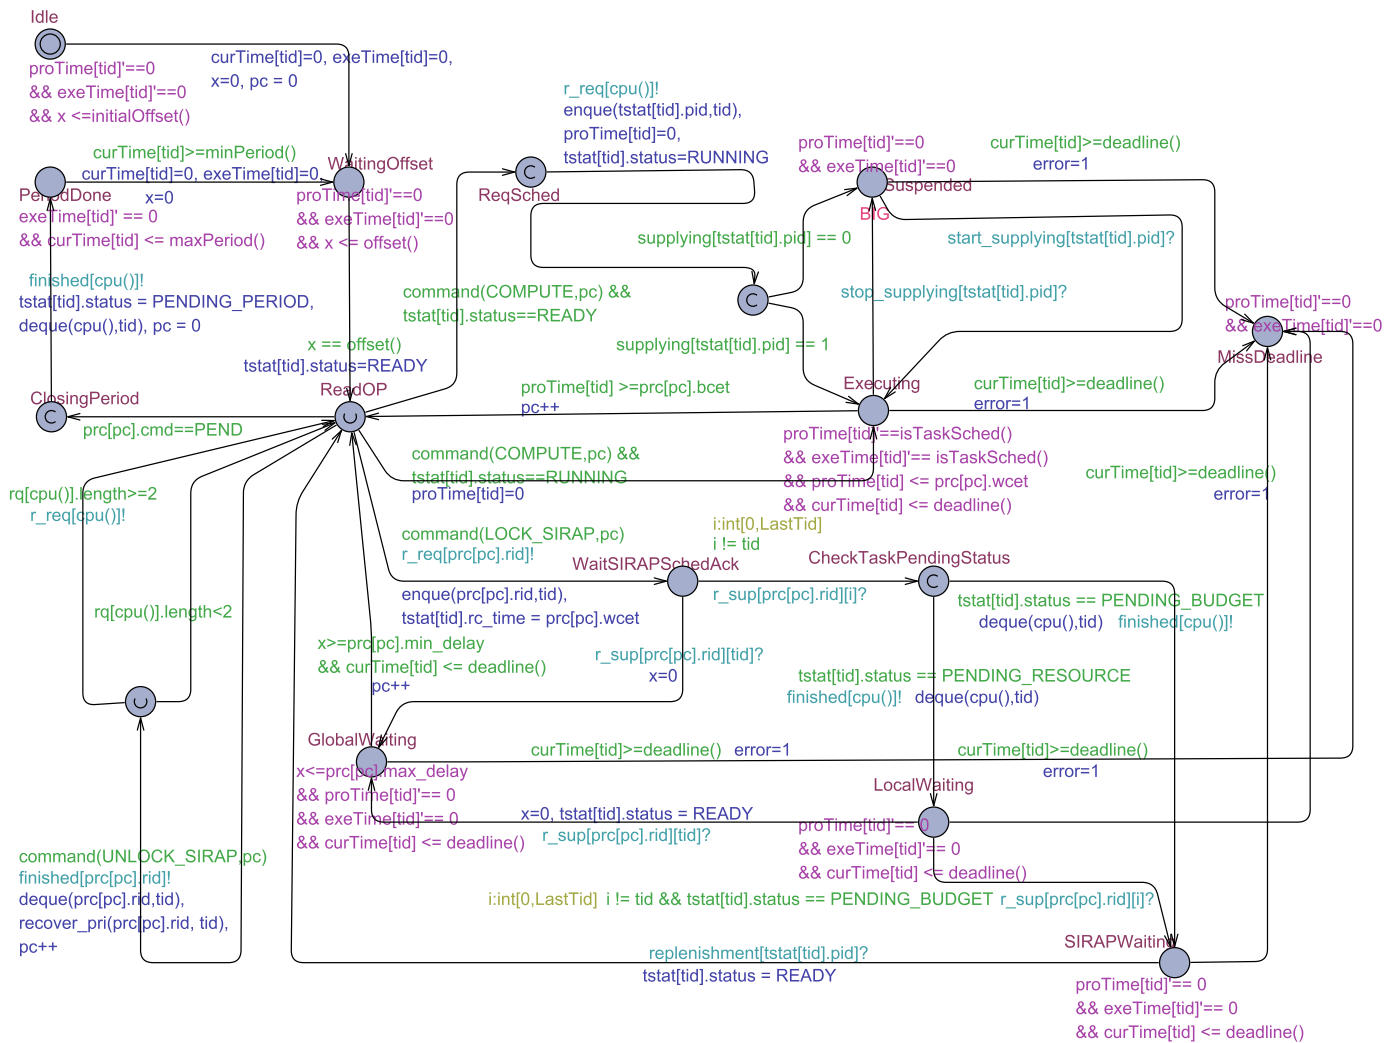 Idle
proTime[tid]'==0
&& exeTime[tid]'==0
&& x <=initialOffset()
curTime[tid]=0, exeTime[tid]=0,
x=0, pc = 0
r_req[cpu()]!
enque(tstat[tid].pid,tid),
proTime[tid]=0,
tstat[tid].status=RUNNING
ReqSched
proTime[tid]'==0
&& exeTime[tid]'==0
Suspended
BIG
curTime[tid]>=deadline()
error=1
curTime[tid]>=minPeriod()
curTime[tid]=0, exeTime[tid]=0,
x=0
WaitingOffset
proTime[tid]'==0
&& exeTime[tid]'==0
&& x <= offset()
PeriodDone
exeTime[tid]' == 0
&& curTime[tid] <= maxPeriod()
supplying[tstat[tid].pid] == 0
start_supplying[tstat[tid].pid]?
finished[cpu()]!
tstat[tid].status = PENDING_PERIOD,
deque(cpu(),tid), pc = 0
command(COMPUTE,pc) &&
tstat[tid].status==READY
stop_supplying[tstat[tid].pid]?
proTime[tid]'==0
&& exeTime[tid]'==0
MissDeadline
x == offset()
tstat[tid].status=READY
supplying[tstat[tid].pid] == 1
ClosingPeriod
ReadOP
proTime[tid] >=prc[pc].bcet
pc++
Executing
curTime[tid]>=deadline()
error=1
prc[pc].cmd==PEND
proTime[tid]'==isTaskSched()
&& exeTime[tid]'== isTaskSched()
&& proTime[tid] <= prc[pc].wcet
&& curTime[tid] <= deadline()
command(COMPUTE,pc) &&
tstat[tid].status==RUNNING
proTime[tid]=0
curTime[tid]>=deadline()
error=1
rq[cpu()].length>=2
r_req[cpu()]!
command(LOCK_SIRAP,pc)
r_req[prc[pc].rid]!
i:int[0,LastTid]
i != tid
WaitSIRAPSchedAck
CheckTaskPendingStatus
enque(prc[pc].rid,tid),
tstat[tid].rc_time = prc[pc].wcet
r_sup[prc[pc].rid][i]?
tstat[tid].status == PENDING_BUDGET
deque(cpu(),tid) finished[cpu()]!
rq[cpu()].length<2
x>=prc[pc].min_delay
&& curTime[tid] <= deadline()
pc++
r_sup[prc[pc].rid][tid]?
x=0
tstat[tid].status == PENDING_RESOURCE
finished[cpu()]! deque(cpu(),tid)
GlobalWaiting
curTime[tid]>=deadline() error=1
curTime[tid]>=deadline()
error=1
x<=prc[pc].max_delay
&& proTime[tid]'== 0
&& exeTime[tid]'== 0
&& curTime[tid] <= deadline()
LocalWaiting
x=0, tstat[tid].status = READY
r_sup[prc[pc].rid][tid]?
proTime[tid]'== 0
&& exeTime[tid]'== 0
&& curTime[tid] <= deadline()
command(UNLOCK_SIRAP,pc)
finished[prc[pc].rid]!
deque(prc[pc].rid,tid),
recover_pri(prc[pc].rid, tid),
pc++
i:int[0,LastTid] i != tid && tstat[tid].status == PENDING_BUDGET r_sup[prc[pc].rid][i]?
SIRAPWaiting
replenishment[tstat[tid].pid]?
tstat[tid].status = READY
proTime[tid]'== 0
&& exeTime[tid]'== 0
&& curTime[tid] <= deadline()